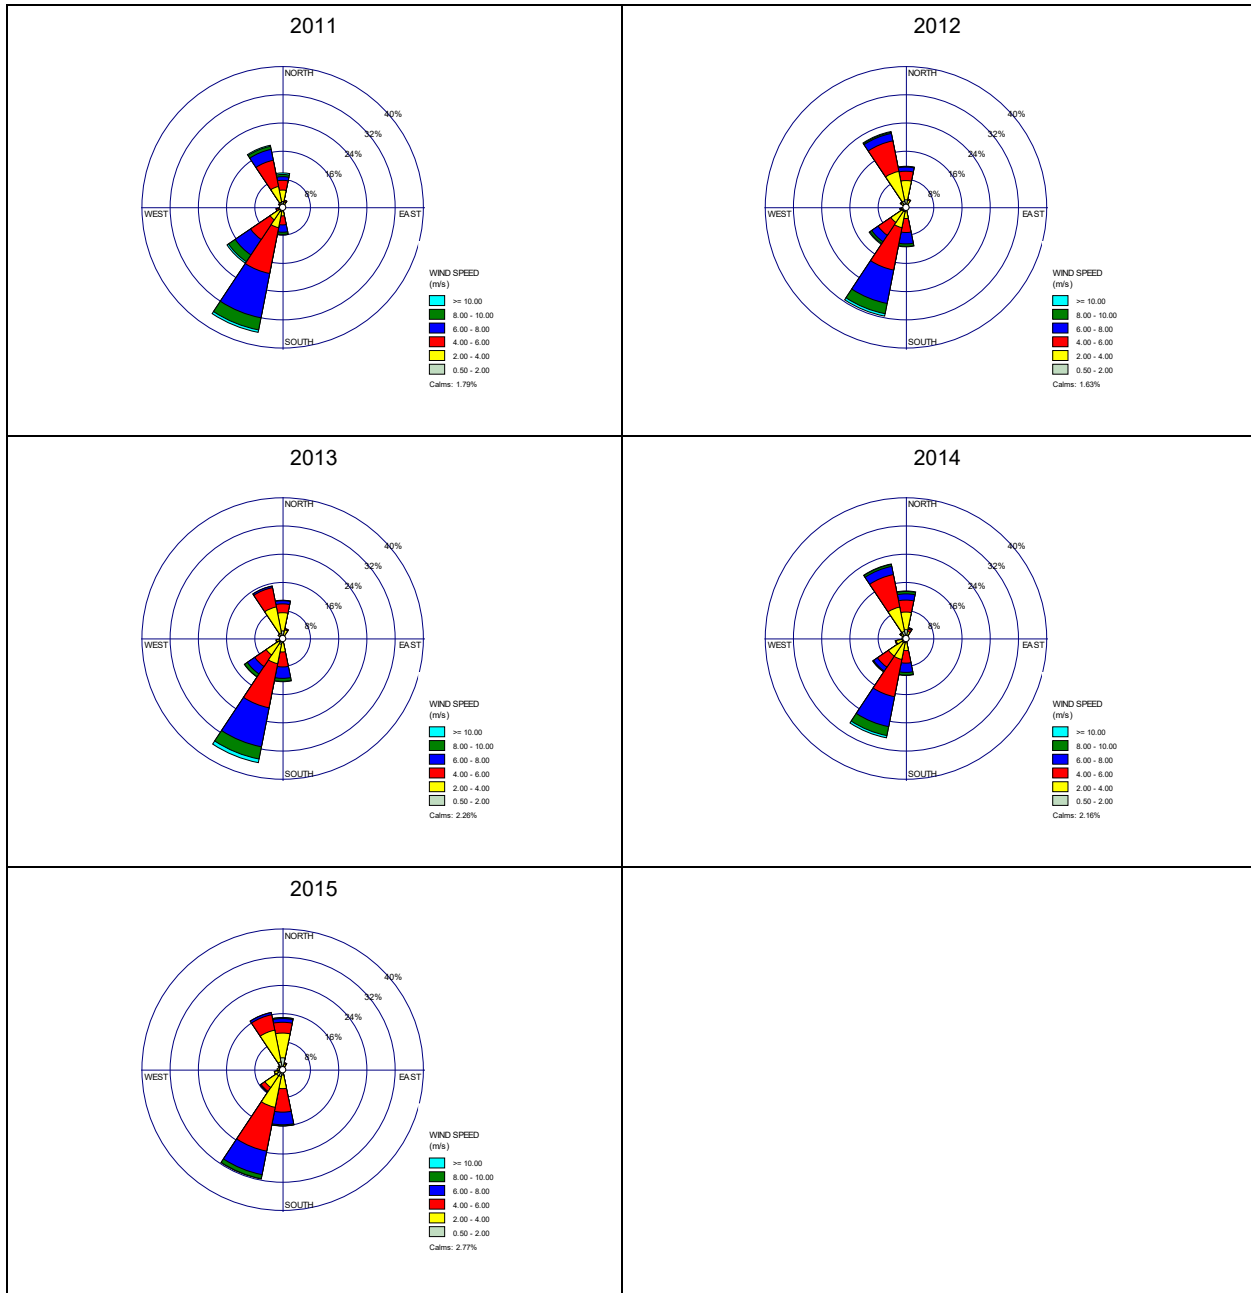 2011
NORTH
40%
32%
24%
16%
8%
WEST
EAST
SOUTH
WIND SPEED
(m/s)
>= 10.00
8.00 - 10.00
6.00 - 8.00
4.00 - 6.00
2.00 - 4.00
0.50 - 2.00
Calms: 1.79%
2012
NORTH
40%
32%
24%
16%
8%
WEST
EAST
SOUTH
WIND SPEED
(m/s)
>= 10.00
8.00 - 10.00
6.00 - 8.00
4.00 - 6.00
2.00 - 4.00
0.50 - 2.00
Calms: 1.63%
2013
NORTH
40%
32%
24%
16%
8%
WEST
EAST
SOUTH
WIND SPEED
(m/s)
>= 10.00
8.00 - 10.00
6.00 - 8.00
4.00 - 6.00
2.00 - 4.00
0.50 - 2.00
Calms: 2.26%
2014
NORTH
40%
32%
24%
16%
8%
WEST
EAST
SOUTH
WIND SPEED
(m/s)
>= 10.00
8.00 - 10.00
6.00 - 8.00
4.00 - 6.00
2.00 - 4.00
0.50 - 2.00
Calms: 2.16%
2015
NORTH
40%
32%
24%
16%
8%
WEST
EAST
SOUTH
WIND SPEED
(m/s)
>= 10.00
8.00 - 10.00
6.00 - 8.00
4.00 - 6.00
2.00 - 4.00
0.50 - 2.00
Calms: 2.77%